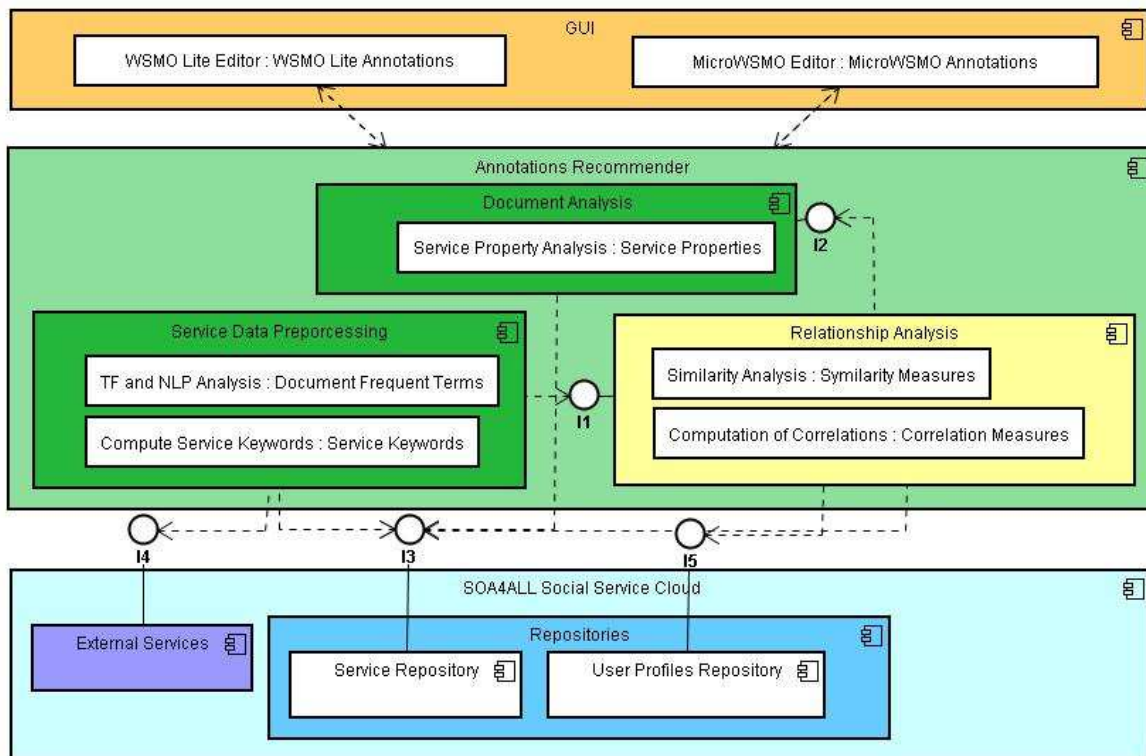 GUI
WSMO Lite Editor : WSMO Lite Annotations
MicroWSMO Editor : MicroWSMO Annotations
Annotations Recommender
Document Analysis
Service Property Analysis : Service Properties
I2
Service Data Preporcessing
TF and NLP Analysis : Document Frequent Terms
Compute Service Keywords : Service Keywords
I1
Relationship Analysis
Similarity Analysis : Symilarity Measures
Computation of Correlations : Correlation Measures
I4
I3
I5
SOA4ALL Social Service Cloud
External Services
Repositories
Service Repository
User Profiles Repository